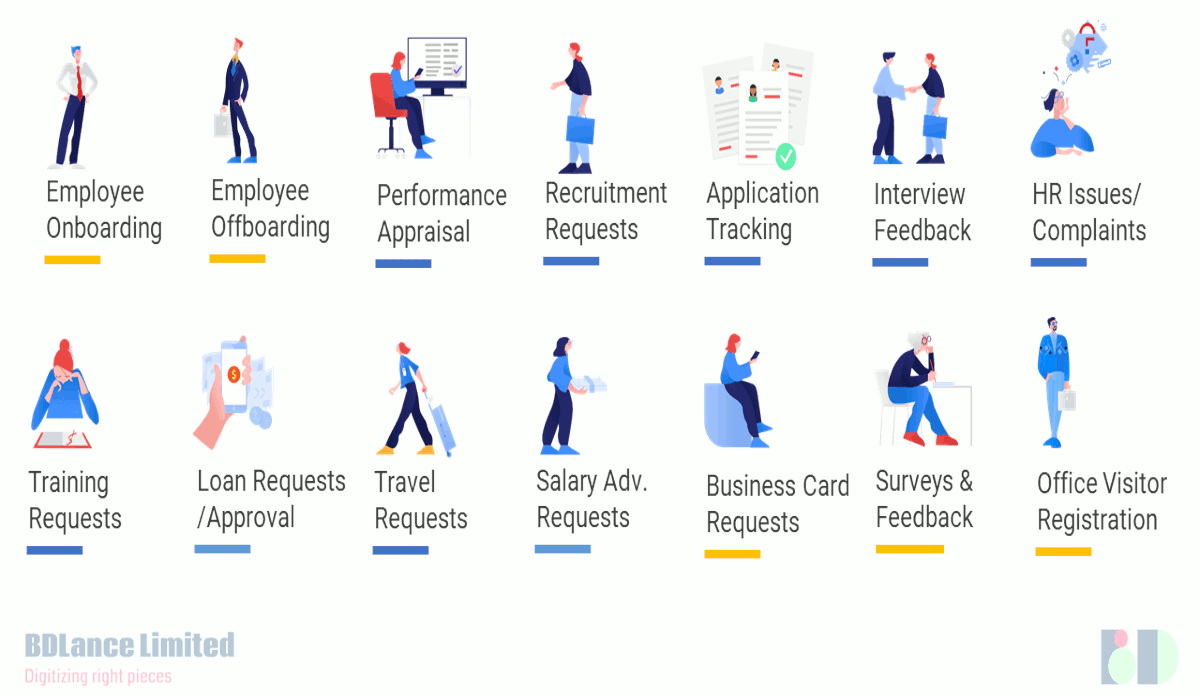 Employee
Onboarding
Employee
Offboarding
Performance
Appraisal
Recruitment
Requests
Application
Tracking
Interview
Feedback
HR Issues/
Complaints
Training
Requests
Loan Requests
/Approval
Travel
Requests
Salary Adv.
Requests
Business Card
Requests
Surveys &
Feedback
Office Visitor
Registration
BDLance Limited
Digitizing right pieces